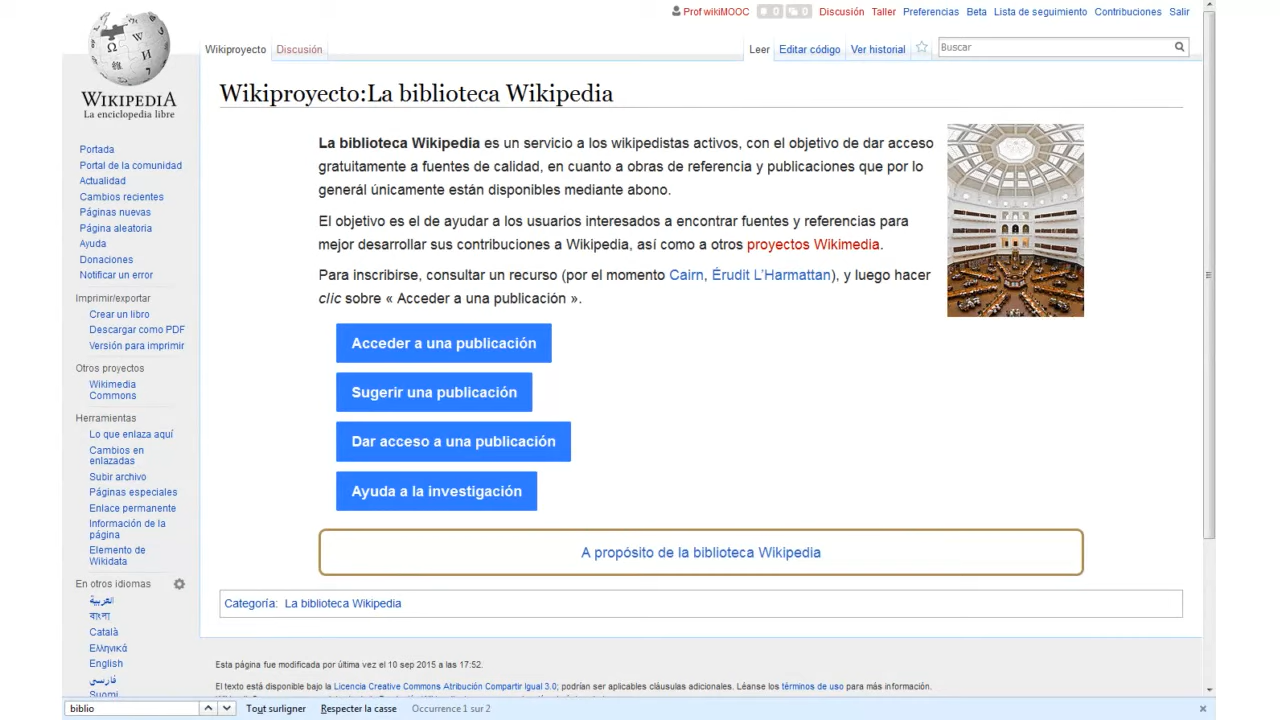 Prof wikiMOOC 0 0 Discusión Taller Preferencias Beta Lista de seguimiento Contribuciones Salir
Wikiproyecto Discusión Leer Editar código Ver historial Buscar
WIKIPEDIA
La enciclopedia libre
Wikiproyecto:La biblioteca Wikipedia
La biblioteca Wikipedia es un servicio a los wikipedistas activos, con el objetivo de dar acceso
gratuitamente a fuentes de calidad, en cuanto a obras de referencia y publicaciones que por lo
generál únicamente están disponibles mediante abono.
El objetivo es el de ayudar a los usuarios interesados a encontrar fuentes y referencias para
mejor desarrollar sus contribuciones a Wikipedia, así como a otros proyectos Wikimedia.
Para inscribirse, consultar un recurso (por el momento Cairn, Érudit L'Harmattan), y luego hacer
clic sobre « Acceder a una publicación ».
Acceder a una publicación
Sugerir una publicación
Dar acceso a una publicación
Ayuda a la investigación
A propósito de la biblioteca Wikipedia
Categoría: La biblioteca Wikipedia
Portada
Portal de la comunidad
Actualidad
Cambios recientes
Páginas nuevas
Página aleatoria
Ayuda
Donaciones
Notificar un error
Imprimir/exportar
Crear un libro
Descargar como PDF
Versión para imprimir
Otros proyectos
Wikimedia
Commons
Herramientas
Lo que enlaza aquí
Cambios en
enlazadas
Subir archivo
Páginas especiales
Enlace permanente
Información de la
página
Elemento de
Wikidata
En otros idiomas
العربية
বাংলা
Català
Ελληνικά
English
فارسی
Suomi
Esta página fue modificada por última vez el 10 sep 2015 a las 17:52.
El texto está disponible bajo la Licencia Creative Commons Atribución Compartir Igual 3.0; podrían ser aplicables cláusulas adicionales. Léanse los términos de uso para más información.
biblio Tout surligner Respecter la casse Occurrence 1 sur 2